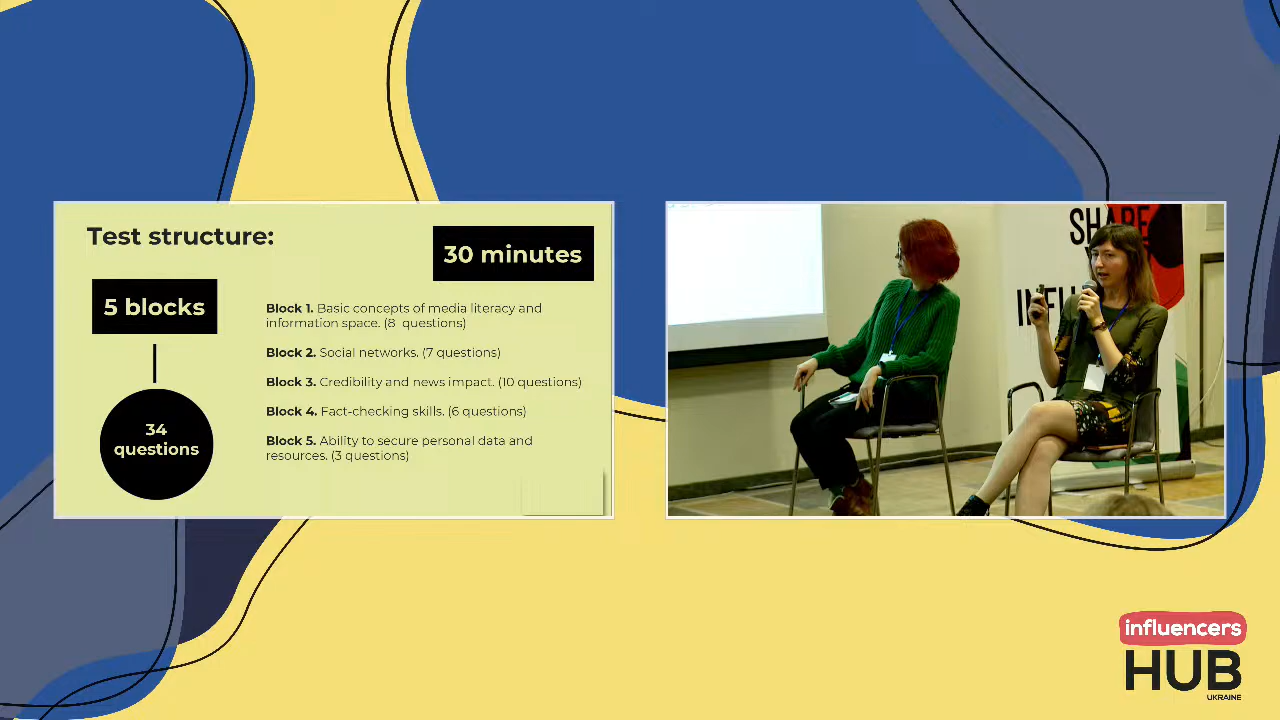 Test structure:
30 minutes
5 blocks
34
questions
Block 1. Basic concepts of media literacy and
information space. (8 questions)
Block 2. Social networks. (7 questions)
Block 3. Credibility and news impact. (10 questions)
Block 4. Fact-checking skills. (6 questions)
Block 5. Ability to secure personal data and
resources. (3 questions)
SHARE
influencers
HUB
UKRAINE